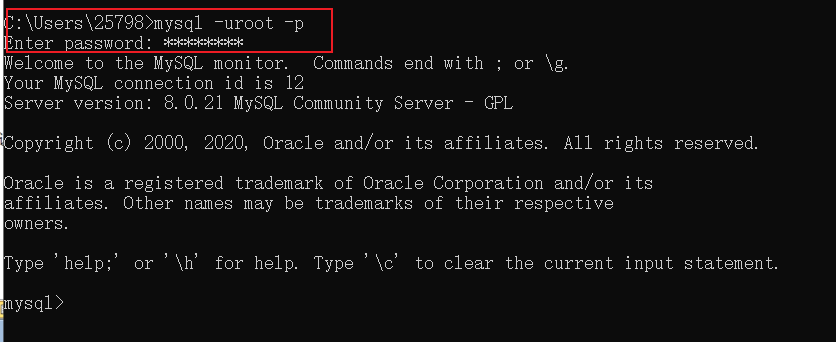 C:\Users\25798>mysql -uroot -p
Enter password: ********
Welcome to the MySQL monitor.  Commands end with ; or \g.
Your MySQL connection id is 12
Server version: 8.0.21 MySQL Community Server - GPL
Copyright (c) 2000, 2020, Oracle and/or its affiliates. All rights reserved.
Oracle is a registered trademark of Oracle Corporation and/or its
affiliates. Other names may be trademarks of their respective
owners.
Type 'help;' or '\h' for help. Type '\c' to clear the current input statement.
mysql>